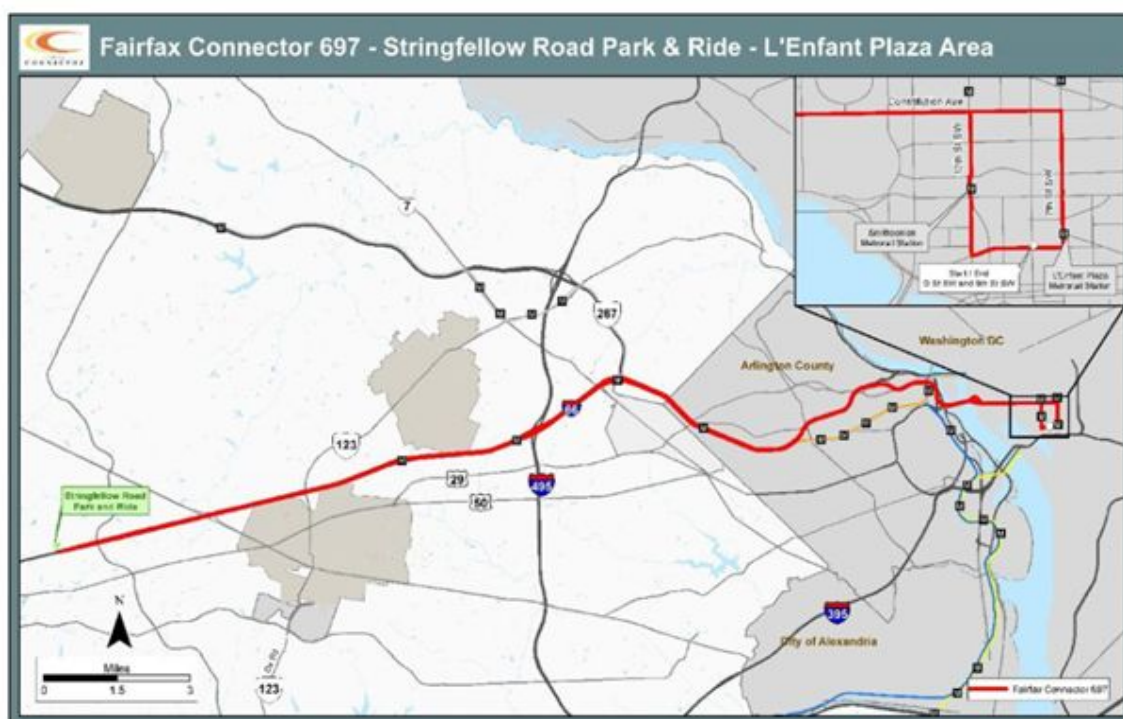 CONNECTOR
Fairfax Connector 697 - Stringfellow Road Park & Ride - L'Enfant Plaza Area
Constitution Ave
12th St SW
7th St SW
Smithsonian
Metrorail Station
Start / End
D St SW and 9th St SW
L'Enfant Plaza
Metrorail Station
7
267
Washington DC
Arlington County
66
123
29
495
50
Stringfellow Road
Park and Ride
N
Miles
0 1.5 3
Ox Rd
123
395
City of Alexandria
Fairfax Connector 697